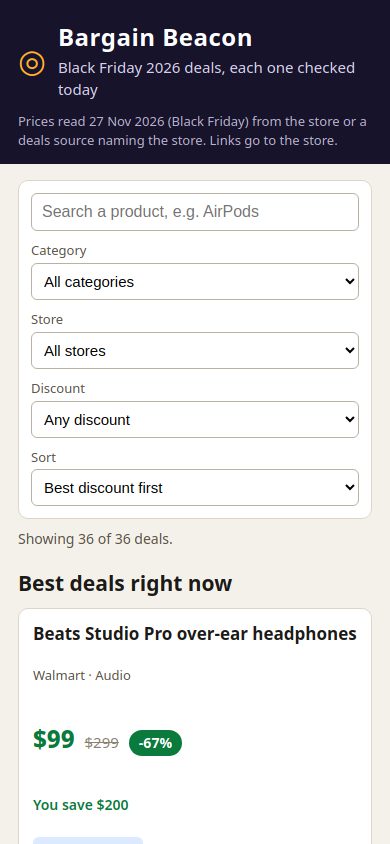 Bargain Beacon
Black Friday 2026 deals, each one checked
today
Prices read 27 Nov 2026 (Black Friday) from the store or a
deals source naming the store. Links go to the store.
Search a product, e.g. AirPods
Category
All categories
Store
All stores
Discount
Any discount
Sort
Best discount first
Showing 36 of 36 deals.
Best deals right now
Beats Studio Pro over-ear headphones
Walmart · Audio
$99 $299 -67%
You save $200